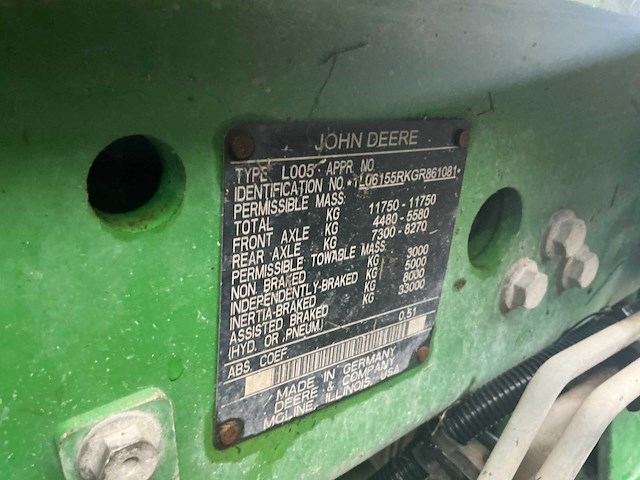 JOHN DEERE
TYPE L005 APPR. NO.
IDENTIFICATION NO *1L06155RKGR861081*
PERMISSIBLE MASS:
TOTAL KG 11750 - 11750
FRONT AXLE KG 4480 - 5580
REAR AXLE KG 7300 - 8270
PERMISSIBLE TOWABLE MASS:
NON BRAKED KG 3000
INDEPENDENTLY-BRAKED KG 5000
INERTIA-BRAKED KG 8000
ASSISTED BRAKED KG 33000
(HYD. OR .PNEUM.)
ABS. COEF. 0.51
MADE IN GERMANY
DEERE & COMPANY
MOLINE, ILLINOIS, USA